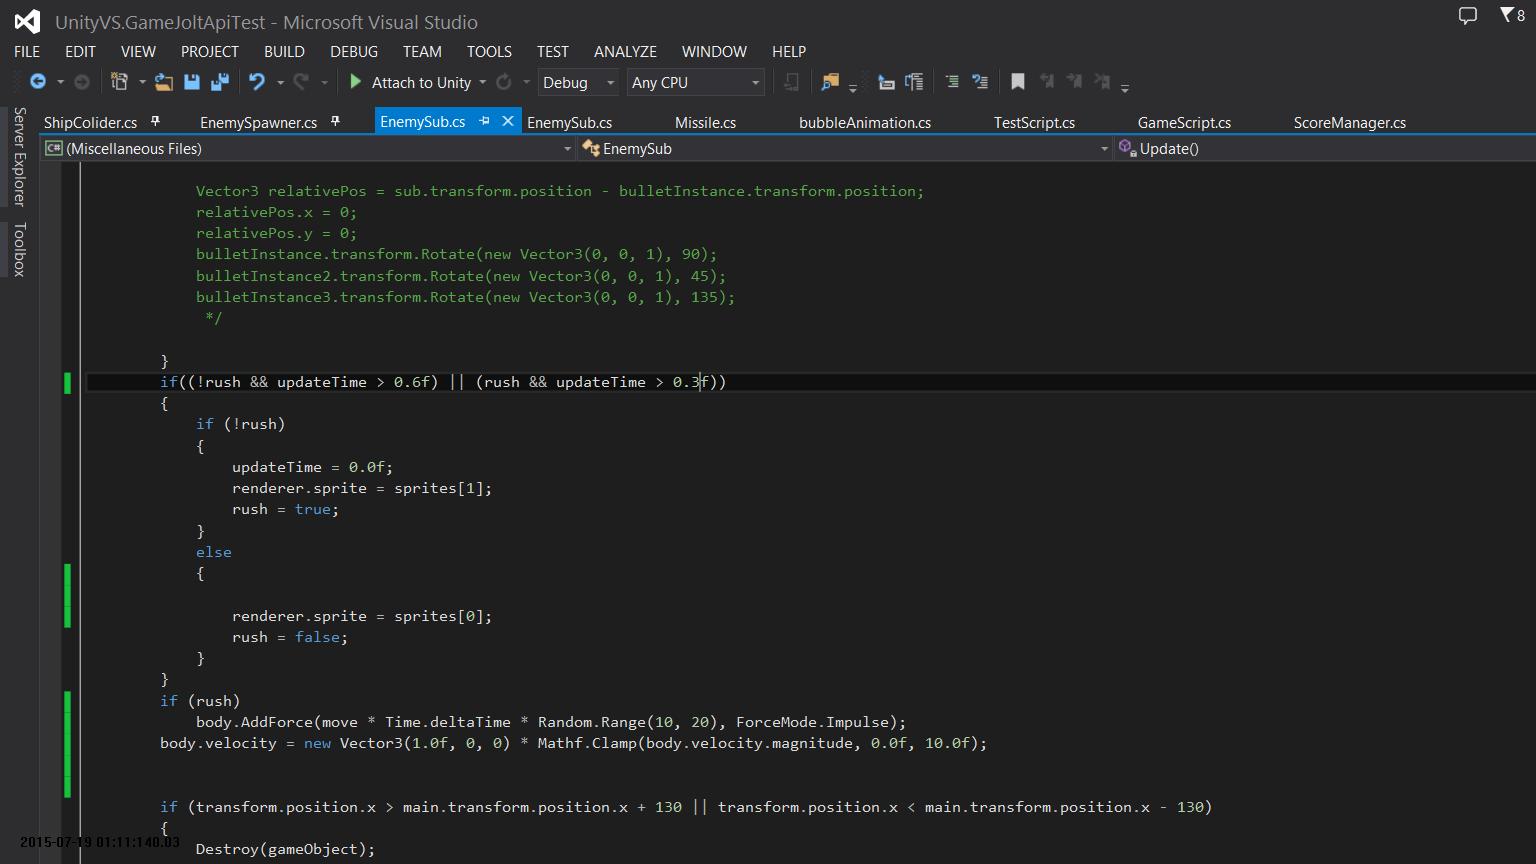 UnityVS.GameJoltApiTest - Microsoft Visual Studio
8
FILE EDIT VIEW PROJECT BUILD DEBUG TEAM TOOLS TEST ANALYZE WINDOW HELP
Attach to Unity Debug Any CPU
Server Explorer
Toolbox
ShipColider.cs EnemySpawner.cs EnemySub.cs EnemySub.cs Missile.cs bubbleAnimation.cs TestScript.cs GameScript.cs ScoreManager.cs
C# (Miscellaneous Files) EnemySub Update()
Vector3 relativePos = sub.transform.position - bulletInstance.transform.position;
relativePos.x = 0;
relativePos.y = 0;
bulletInstance.transform.Rotate(new Vector3(0, 0, 1), 90);
bulletInstance2.transform.Rotate(new Vector3(0, 0, 1), 45);
bulletInstance3.transform.Rotate(new Vector3(0, 0, 1), 135);
*/
}
if((!rush && updateTime > 0.6f) || (rush && updateTime > 0.3f))
{
if (!rush)
{
updateTime = 0.0f;
renderer.sprite = sprites[1];
rush = true;
}
else
{
renderer.sprite = sprites[0];
rush = false;
}
}
if (rush)
body.AddForce(move * Time.deltaTime * Random.Range(10, 20), ForceMode.Impulse);
body.velocity = new Vector3(1.0f, 0, 0) * Mathf.Clamp(body.velocity.magnitude, 0.0f, 10.0f);
if (transform.position.x > main.transform.position.x + 130 || transform.position.x < main.transform.position.x - 130)
{
2015-07-19 01:11:140.03
Destroy(gameObject);